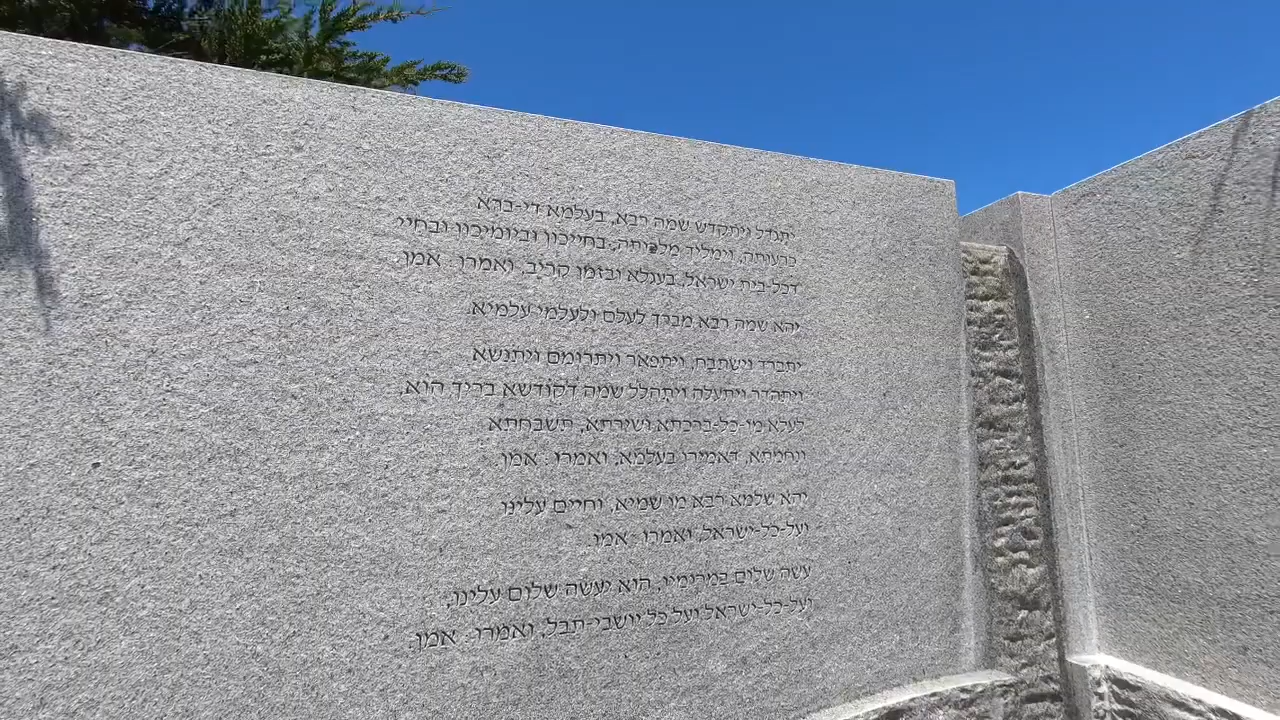 יתגדל ויתקדש שמה רבא, בעלמא די-ברא
כרעותה, וימליך מלכותה, בחייכון וביומיכון ובחיי
דכל-בית ישראל, בעגלא ובזמן קריב, ואמרו: אמן.
יהא שמה רבא מברך לעלם ולעלמי עלמיא.
יתברך וישתבח, ויתפאר ויתרומם ויתנשא
ויתהדר ויתעלה ויתהלל שמה דקודשא בריך הוא,
לעלא מן-כל-ברכתא ושירתא, תשבחתא
ונחמתא, דאמירן בעלמא, ואמרו: אמן.
יהא שלמא רבא מן שמיא, וחיים עלינו
ועל-כל-ישראל, ואמרו: אמן.
עשה שלום במרומיו, הוא יעשה שלום עלינו,
ועל-כל-ישראל ועל כל יושבי-תבל, ואמרו: אמן.